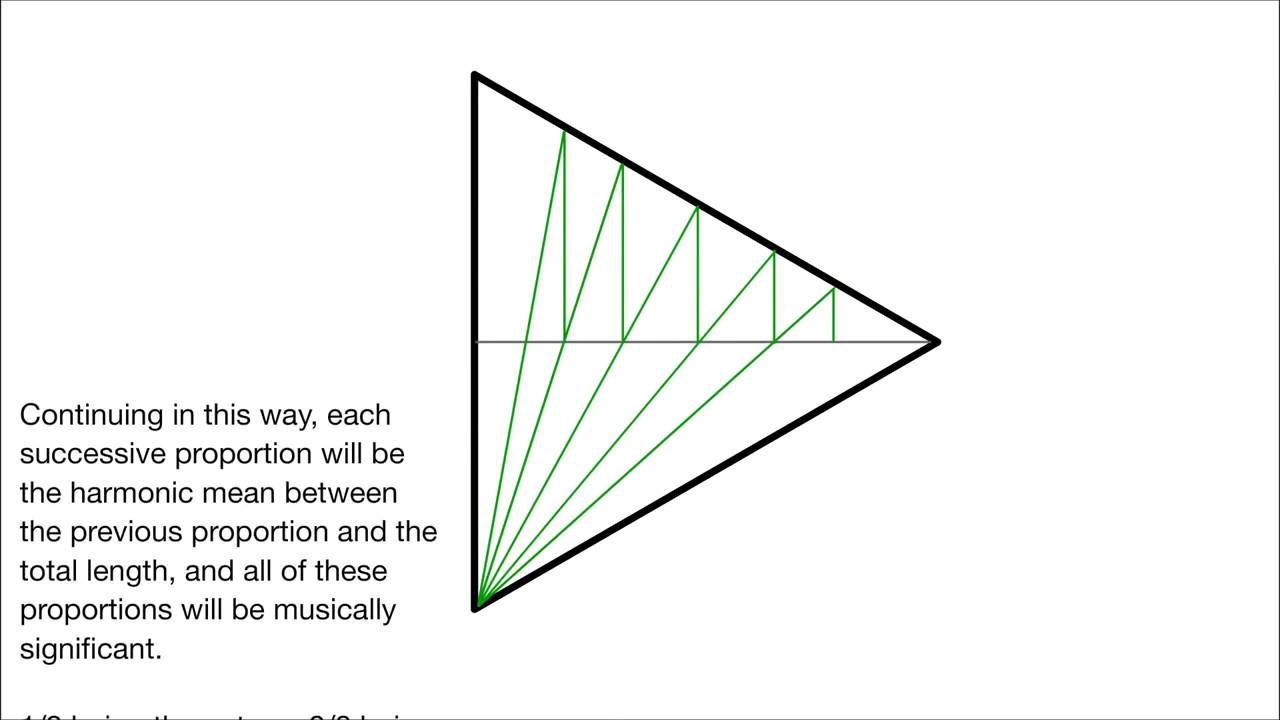 Continuing in this way, each
successive proportion will be
the harmonic mean between
the previous proportion and the
total length, and all of these
proportions will be musically
significant.